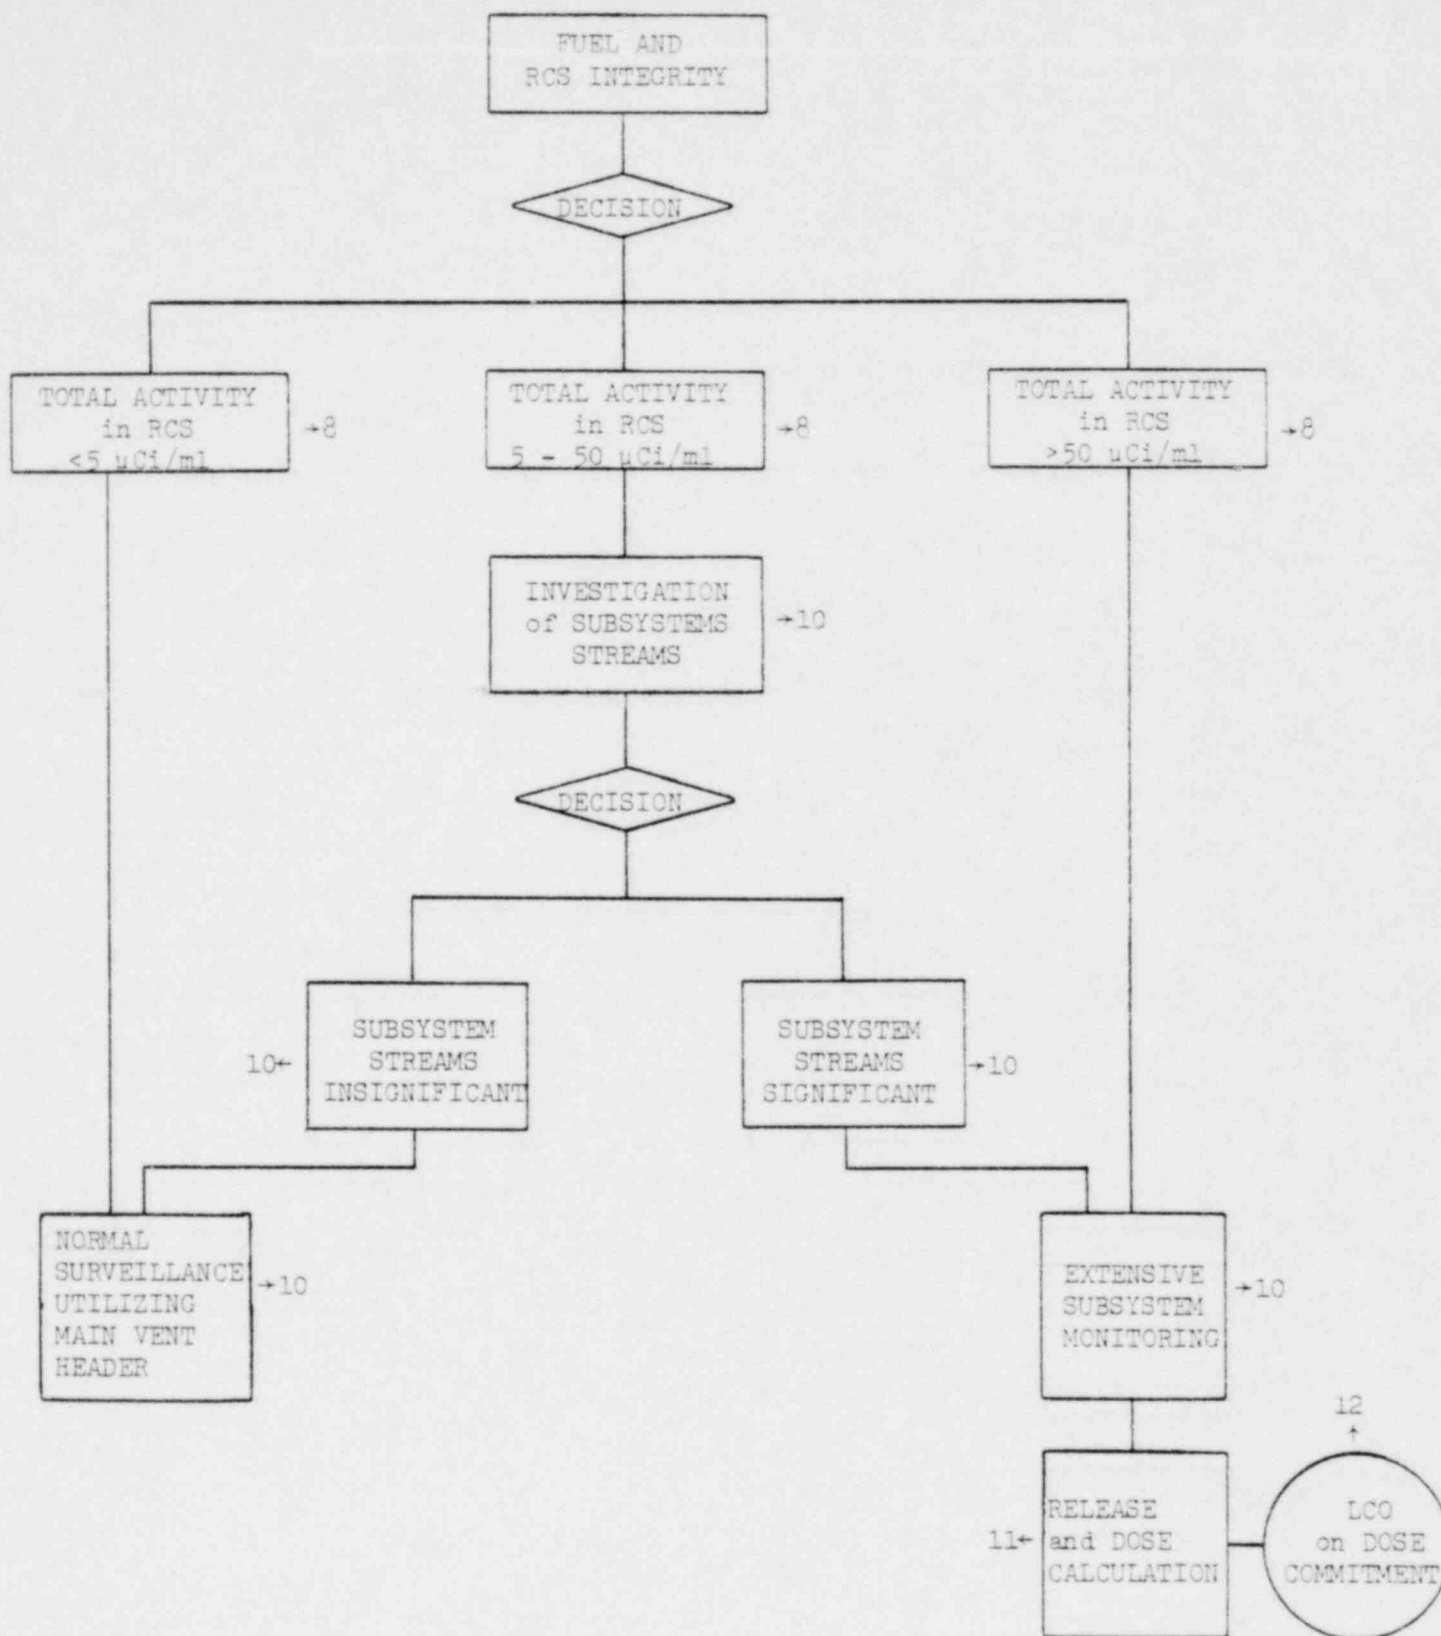 FUEL AND
RCS INTEGRITY
DECISION
TOTAL ACTIVITY
in RCS
<5 µCi/ml
→8
TOTAL ACTIVITY
in RCS
5 - 50 µCi/ml
→8
TOTAL ACTIVITY
in RCS
>50 µCi/ml
→8
INVESTIGATION
of SUBSYSTEMS
STREAMS
→10
DECISION
10←
SUBSYSTEM
STREAMS
INSIGNIFICANT
SUBSYSTEM
STREAMS
SIGNIFICANT
→10
NORMAL
SURVEILLANCE
UTILIZING
MAIN VENT
HEADER
→10
EXTENSIVE
SUBSYSTEM
MONITORING
→10
11←
RELEASE
and DOSE
CALCULATION
12
↑
LCO
on DOSE
COMMITMENT